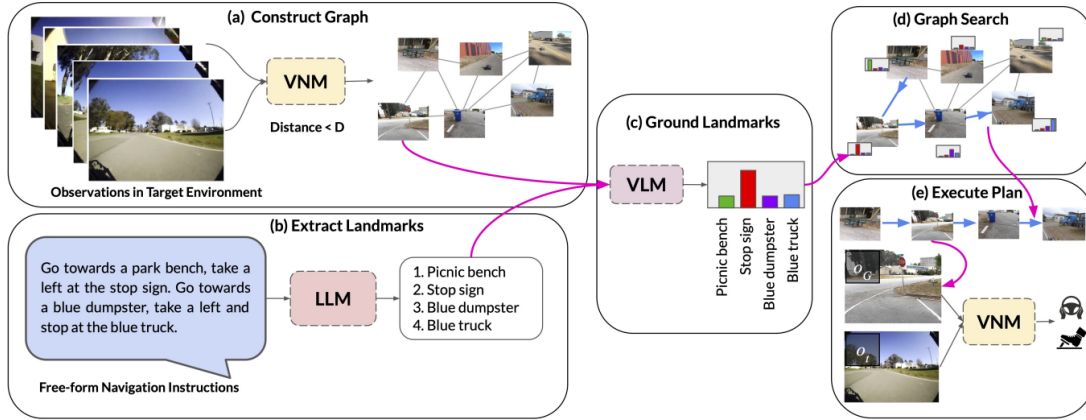 (a) Construct Graph
VNM
Distance < D
Observations in Target Environment
(b) Extract Landmarks
Go towards a park bench, take a
left at the stop sign. Go towards
a blue dumpster, take a left and
stop at the blue truck.
LLM
1. Picnic bench
2. Stop sign
3. Blue dumpster
4. Blue truck
Free-form Navigation Instructions
(c) Ground Landmarks
VLM
Picnic bench
Stop sign
Blue dumpster
Blue truck
(d) Graph Search
(e) Execute Plan
O_G
VNM
O_t